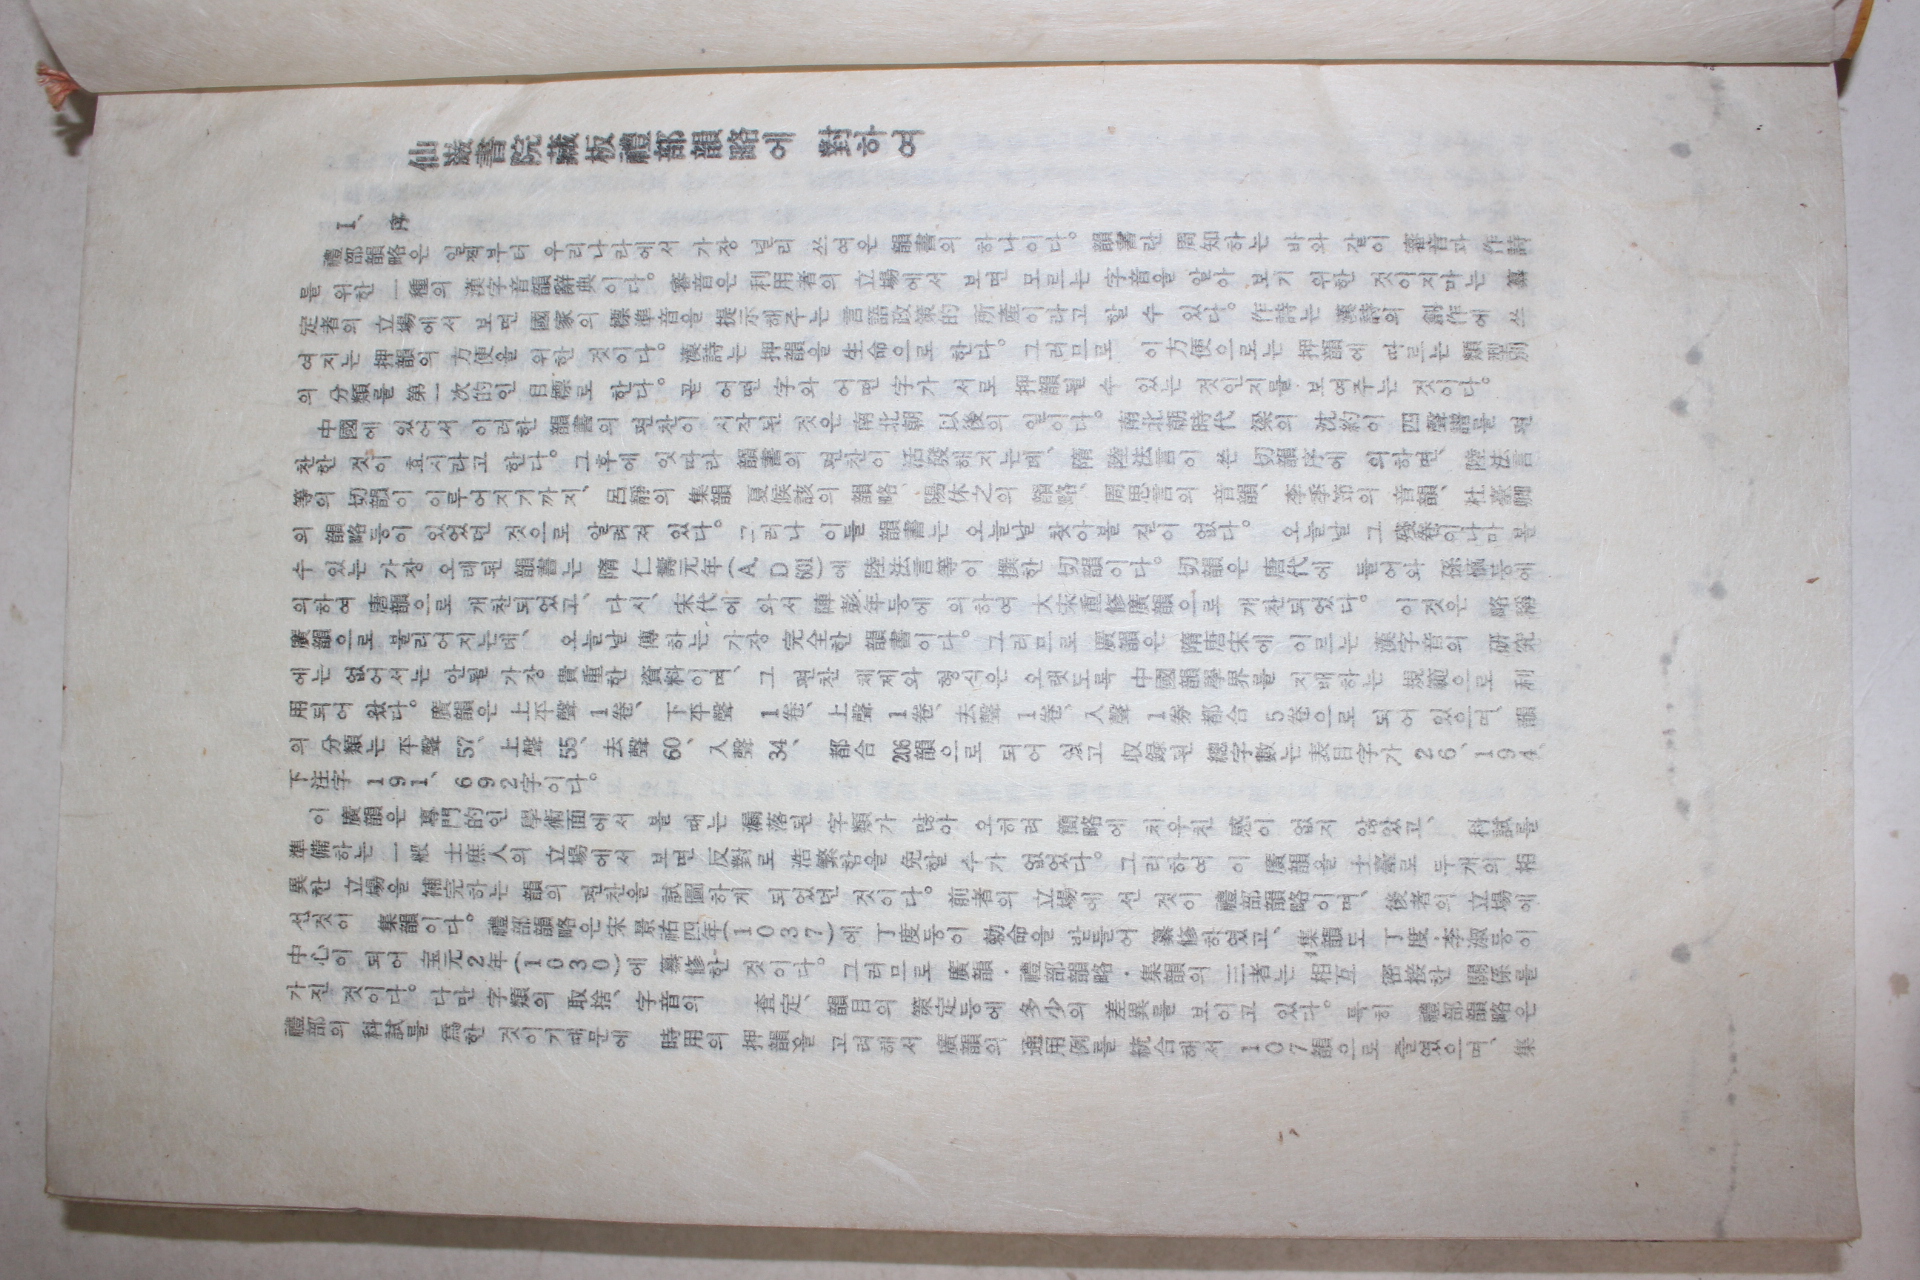 仙巖書院藏板禮部韻略에 對하여
I、 序
禮部韻略은 일찍부터 우리나라에서 가장 널리 쓰여온 韻書의 하나이다。韻書란 周知하는 바와 같이 審音과 作詩
를 위한 一種의 漢字音韻辭典이다。審音은 利用者의 立場에서 보면 모르는 字音을 알아 보기 위한 것이지마는 纂
定者의 立場에서 보면 國家의 標準音을 提示해주는 言語政策的 所產이라고 할 수 있다。作詩는 漢詩의 創作에 쓰
여지는 押韻의 方便을 위한 것이다。漢詩는 押韻을 生命으로 한다。그러므로 이方便으로는 押韻에 따르는 類型別
의 分類를 第一次的인 目標로 한다。곧 어떤 字와 어떤 字가 서로 押韻될 수 있는 것인지를 보여주는 것이다。
中國에 있어서 이러한 韻書의 편찬이 시작된 것은 南北朝 以後의 일이다。南北朝時代 梁의 沈約이 四聲譜를 편
찬한 것이 효시라고 한다。그후에 잇따라 韻書의 편찬이 活發해지는데、隋 陸法言이 쓴 切韻序에 의하면、陸法言
等의 切韻이 이루어지기까지、呂靜의 集韻 夏候該의 韻略、陽休之의 韻略、周思言의 音韻、李季節의 音韻、杜臺卿
의 韻略등이 있었던 것으로 알려져 있다。그러나 이들 韻書는 오늘날 찾아볼 길이 없다。 오늘날 그 殘卷이나마 볼
수 있는 가장 오래된 韻書는 隋 仁壽元年(A、D 601)에 陸法言等이 撰한 切韻이다。切韻은 唐代에 들어와 孫愐등에
의하여 唐韻으로 개찬되었고、다시、宋代에 와서 陳彭年등에 의하여 大宋重修廣韻으로 개찬되었다。 이것은 略稱
廣韻으로 불리어지는데、 오늘날 傳하는 가장 完全한 韻書이다。그러므로 廣韻은 隋唐宋에 이르는 漢字音의 研究
에는 없어서는 안될 가장 貴重한 資料이며、그 편찬 체제와 형식은 오랫도록 中國韻學界를 지배하는 規範으로 利
用되어 왔다。廣韻은 上平聲 1卷、下平聲 1卷、上聲 1卷、去聲 1卷、入聲 1券都合 5卷으로 되어 있으며、韻
의 分類는 平聲 57、上聲 55、去聲 60、入聲 34、 都合 206韻으로 되어 있고 収錄된 總字數는 表目字가 26、194、
下注字 191、692字이다。
이 廣韻은 專門的인 學術面에서 볼 때는 漏落된 字類가 많아 오히려 簡略에 치우친 感이 없지 않았고、 科試를
準備하는 一般 士庶人의 立場에서 보면 反對로 浩繁함을 免할 수가 없었다。그리하여 이 廣韻을 土臺로 두개의 相
異한 立場을 補完하는 韻의 편찬을 試圖하게 되었던 것이다。前者의 立場에 선 것이 禮部韻略이며、後者의 立場에
선것이 集韻이다。禮部韻略은 宋 景祐四年(1037)에 丁度등이 勅命을 받들어 纂修하였고、集韻도 丁度·李淑등이
中心이 되어 宝元2年(1030)에 纂修한 것이다。그러므로 廣韻·禮部韻略·集韻의 三者는 相互 密接한 關係를
가진 것이다。다만 字類의 取捨、字音의 査定、韻目의 策定등에 多少의 差異를 보이고 있다。특히 禮部韻略은
禮部의 科試를 爲한 것이기때문에 時用의 押韻을 고려해서 廣韻의 通用例를 統合해서 107韻으로 줄였으며、集